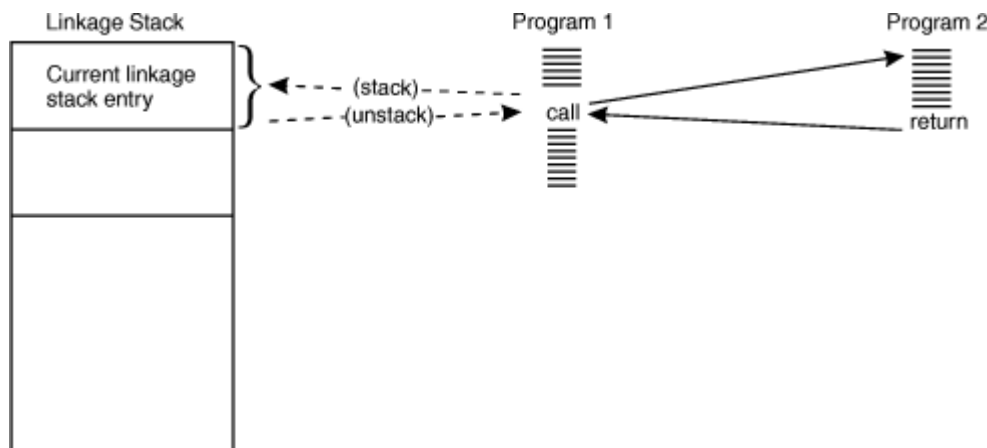 Linkage Stack
Program 1
Program 2
Current linkage
stack entry
(stack)
(unstack)
call
return